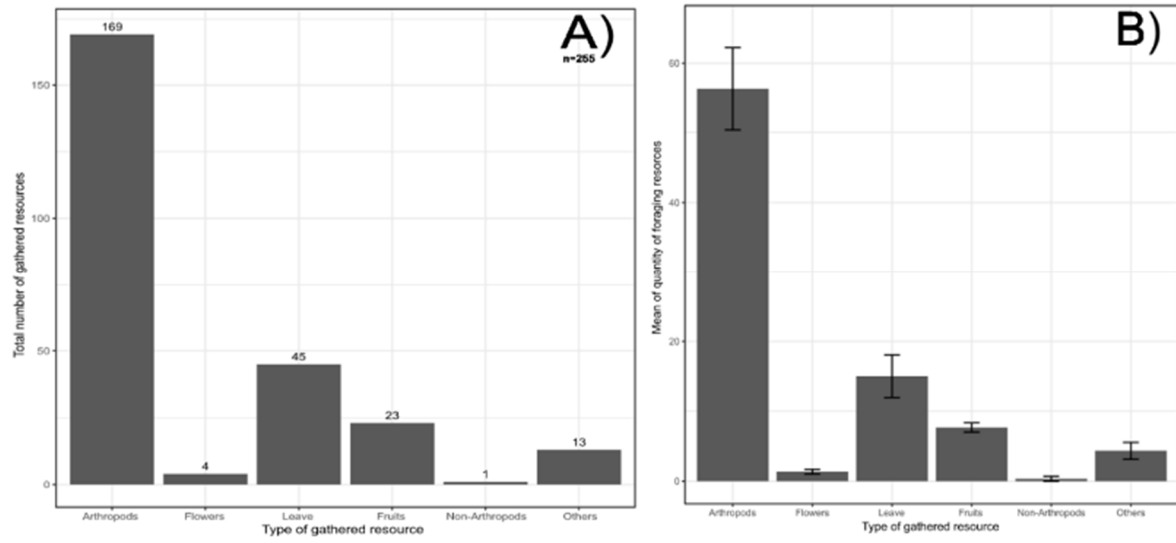 A)
n=255
Total number of gathered resources
150
100
50
0
169
4
45
23
1
13
Arthropods Flowers Leave Fruits Non-Arthropods Others
Type of gathered resource
B)
Mean of quantity of foraging resorces
60
40
20
0
Arthropods Flowers Leave Fruits Non-Arthropods Others
Type of gathered resource